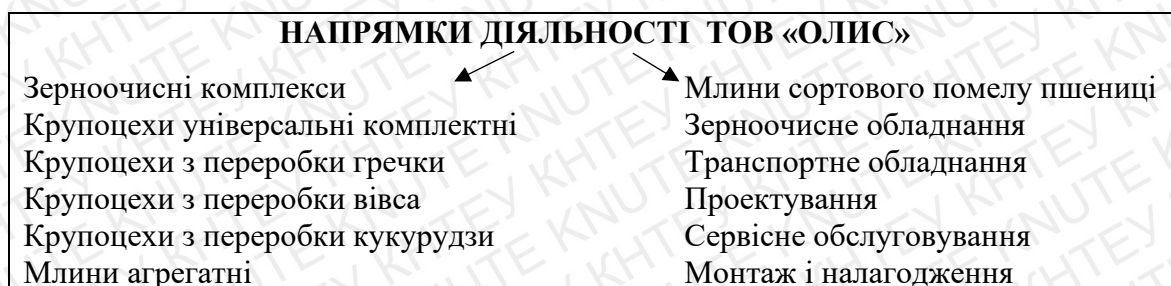 НАПРЯМКИ ДІЯЛЬНОСТІ ТОВ «ОЛИС»
Зерноочисні комплекси
Крупоцехи універсальні комплектні
Крупоцехи з переробки гречки
Крупоцехи з переробки вівса
Крупоцехи з переробки кукурудзи
Млини агрегатні
Млини сортового помелу пшениці
Зерноочисне обладнання
Транспортне обладнання
Проектування
Сервісне обслуговування
Монтаж і налагодження